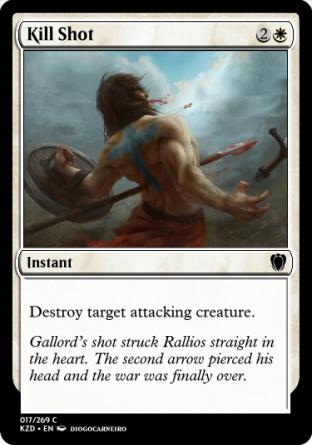 Kill Shot 2
Instant
Destroy target attacking creature.
Gallord's shot struck Rallios straight in
the heart. The second arrow pierced his
head and the war was finally over.
017/269 C
KZD • EN DIOGOCARNEIRO